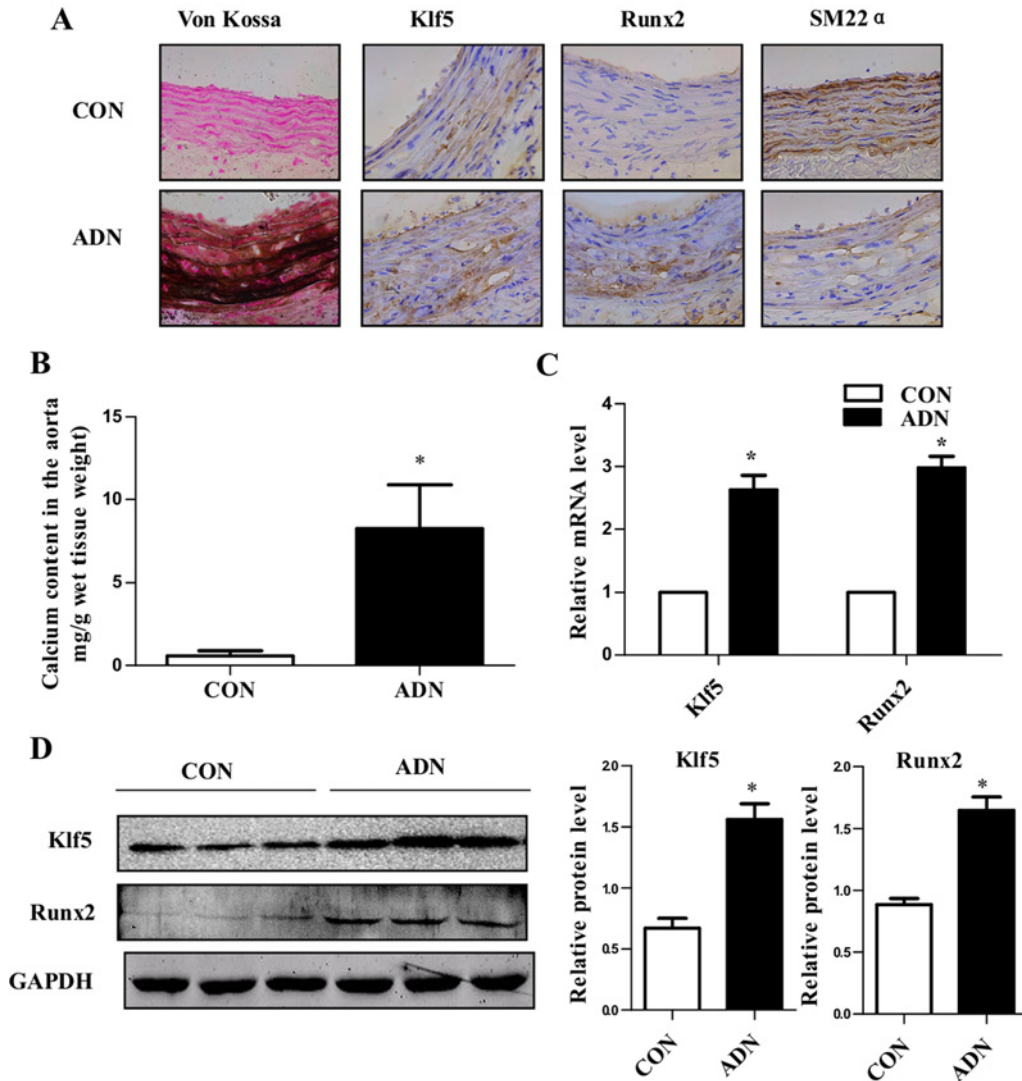 A
Von Kossa Klf5 Runx2 SM22 α
CON
ADN
B
Calcium content in the aorta
mg/g wet tissue weight)
15
10
5
0
*
CON ADN
C
CON
ADN
Relative mRNA level
4
3
2
1
0
* *
Klf5 Runx2
D
CON ADN
Klf5
Runx2
GAPDH
Klf5
Relative protein level
2.0
1.5
1.0
0.5
0.0
*
CON ADN
Runx2
Relative protein level
2.0
1.5
1.0
0.5
0.0
*
CON ADN